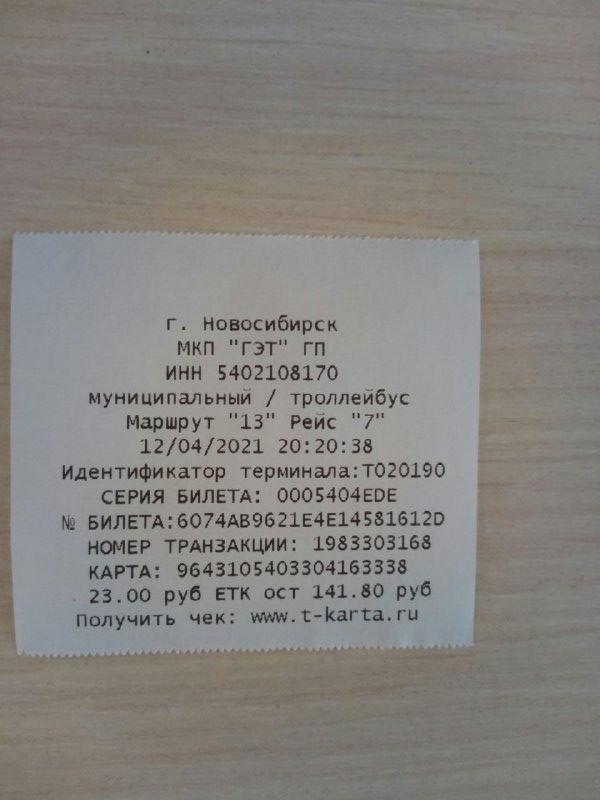 г. Новосибирск
МКП "ГЭТ" ГП
ИНН 5402108170
муниципальный / троллейбус
Маршрут "13" Рейс "7"
12/04/2021 20:20:38
Идентификатор терминала:T020190
СЕРИЯ БИЛЕТА: 0005404EDE
№ БИЛЕТА:6074AB9621E4E14581612D
НОМЕР ТРАНЗАКЦИИ: 1983303168
КАРТА: 9643105403304163338
23.00 руб ЕТК ост 141.80 руб
Получить чек: www.t-karta.ru